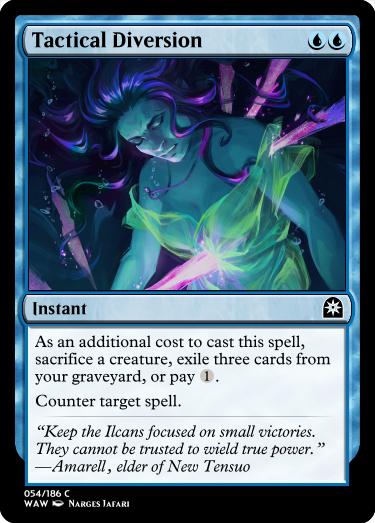 Tactical Diversion
Instant
As an additional cost to cast this spell,
sacrifice a creature, exile three cards from
your graveyard, or pay 1.
Counter target spell.
“Keep the Ilcans focused on small victories.
They cannot be trusted to wield true power.”
—Amarell, elder of New Tensuo
054/186 C
WAW Narges Jafari